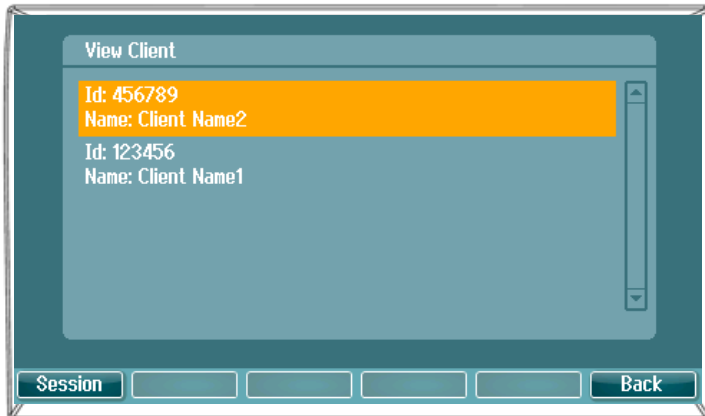 View Client
Id: 456789
Name: Client Name2
Id: 123456
Name: Client Name1
Session
Back